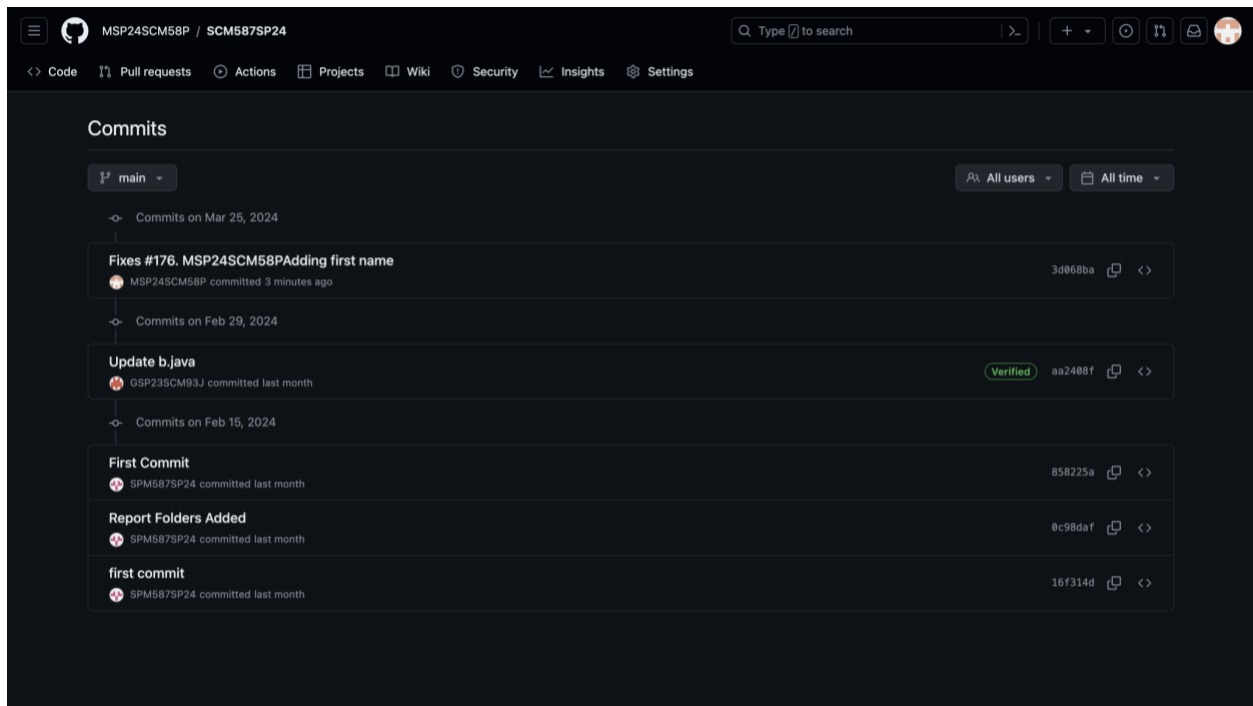 MSP24SCM58P / SCM587SP24
Type / to search
Code Pull requests Actions Projects Wiki Security Insights Settings
Commits
main All users All time
Commits on Mar 25, 2024
Fixes #176. MSP24SCM58PAdding first name
MSP24SCM58P committed 3 minutes ago
3d068ba
Commits on Feb 29, 2024
Update b.java
GSP23SCM93J committed last month
Verified aa2408f
Commits on Feb 15, 2024
First Commit
SPM587SP24 committed last month
858225a
Report Folders Added
SPM587SP24 committed last month
0c98daf
first commit
SPM587SP24 committed last month
16f314d